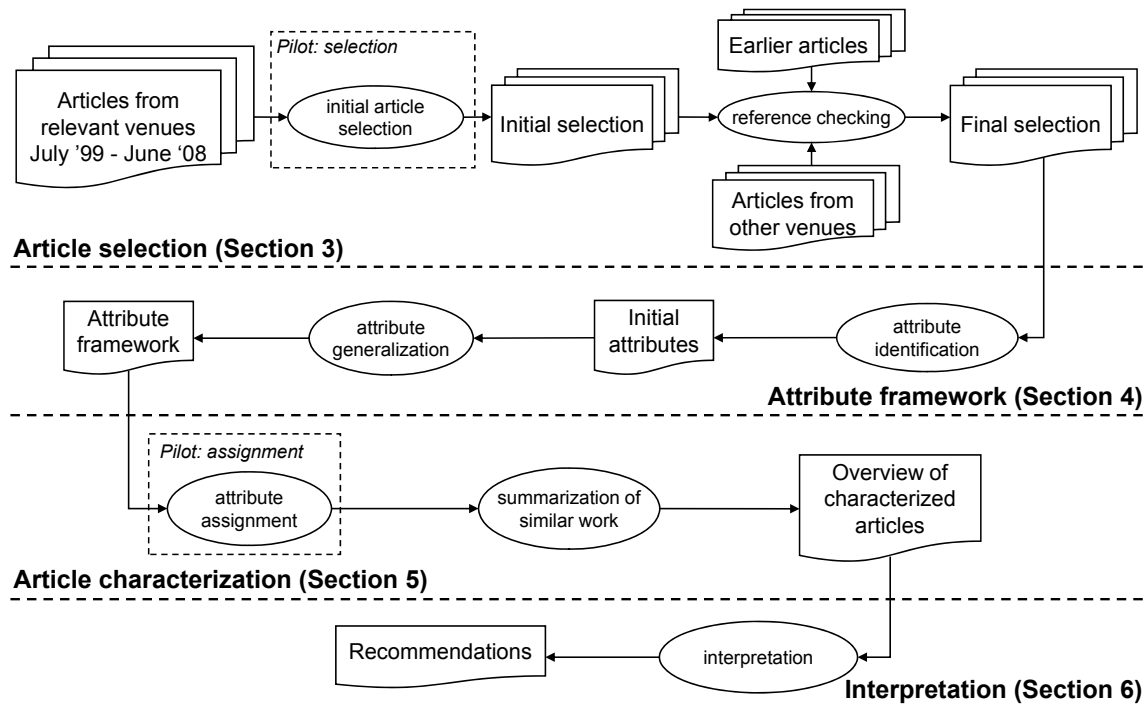 Pilot: selection
Articles from
relevant venues
July ’99 - June ‘08
initial article
selection
Initial selection
Earlier articles
reference checking
Articles from
other venues
Final selection
Article selection (Section 3)
Attribute
framework
attribute
generalization
Initial
attributes
attribute
identification
Attribute framework (Section 4)
Pilot: assignment
attribute
assignment
summarization of
similar work
Overview of
characterized
articles
Article characterization (Section 5)
Recommendations
interpretation
Interpretation (Section 6)